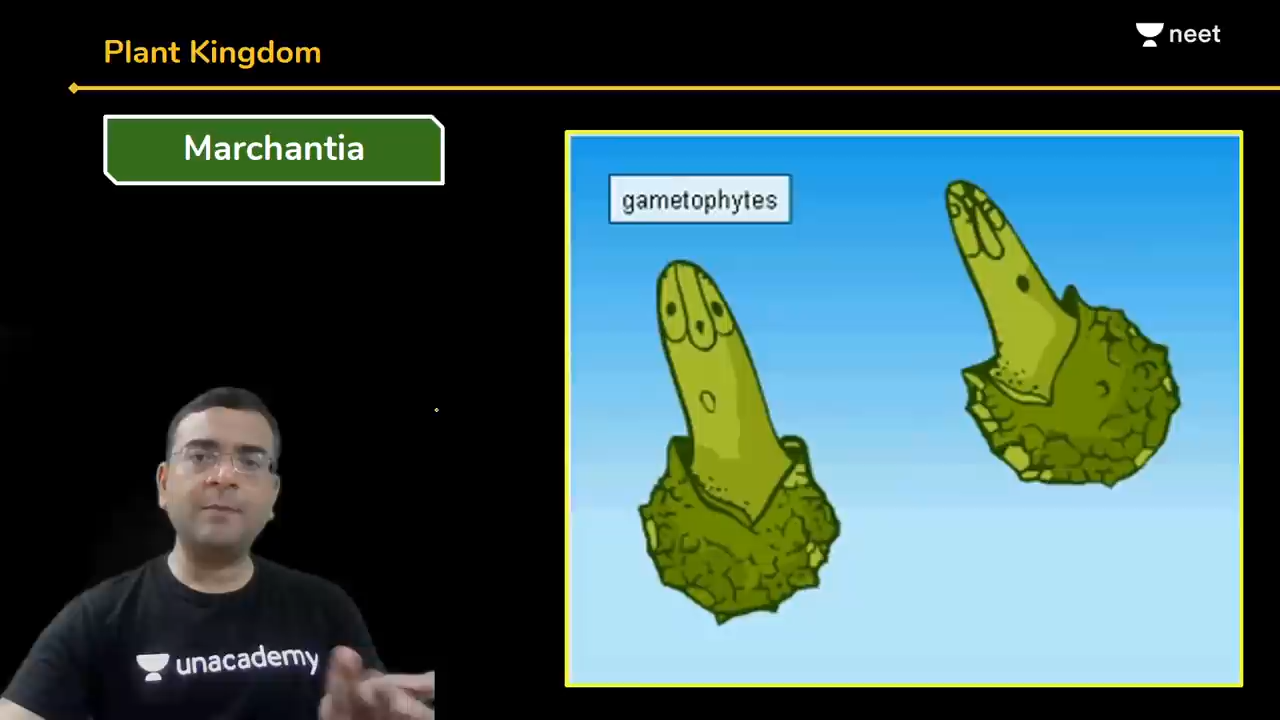 Plant Kingdom
neet
Marchantia
gametophytes
unacademy